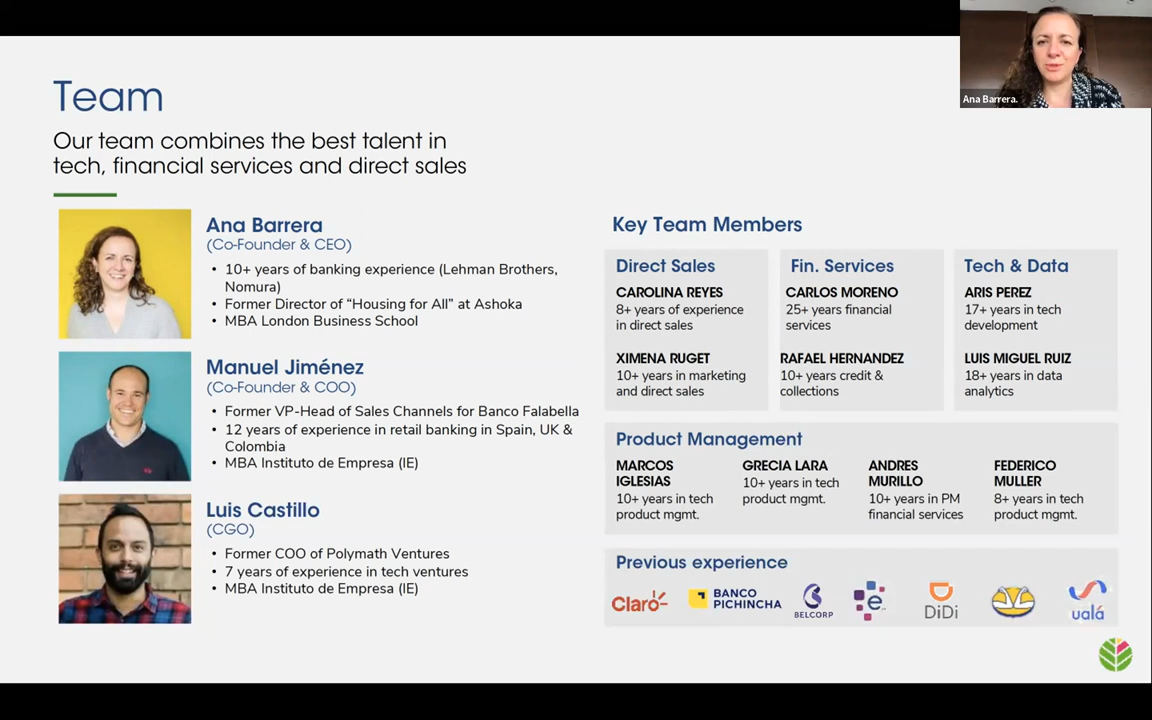 Ana Barrera.
Team
Our team combines the best talent in
tech, financial services and direct sales
Ana Barrera
(Co-Founder & CEO)
• 10+ years of banking experience (Lehman Brothers,
Nomura)
• Former Director of “Housing for All” at Ashoka
• MBA London Business School
Manuel Jiménez
(Co-Founder & COO)
• Former VP-Head of Sales Channels for Banco Falabella
• 12 years of experience in retail banking in Spain, UK &
Colombia
• MBA Instituto de Empresa (IE)
Luis Castillo
(CGO)
• Former COO of Polymath Ventures
• 7 years of experience in tech ventures
• MBA Instituto de Empresa (IE)
Key Team Members
Direct Sales
CAROLINA REYES
8+ years of experience
in direct sales
XIMENA RUGET
10+ years in marketing
and direct sales
Fin. Services
CARLOS MORENO
25+ years financial
services
RAFAEL HERNANDEZ
10+ years credit &
collections
Tech & Data
ARIS PEREZ
17+ years in tech
development
LUIS MIGUEL RUIZ
18+ years in data
analytics
Product Management
MARCOS
IGLESIAS
10+ years in tech
product mgmt.
GRECIA LARA
10+ years in tech
product mgmt.
ANDRES
MURILLO
10+ years in PM
financial services
FEDERICO
MULLER
8+ years in tech
product mgmt.
Previous experience
Claro
BANCO
PICHINCHA
BELCORP
e
DiDi
ualá